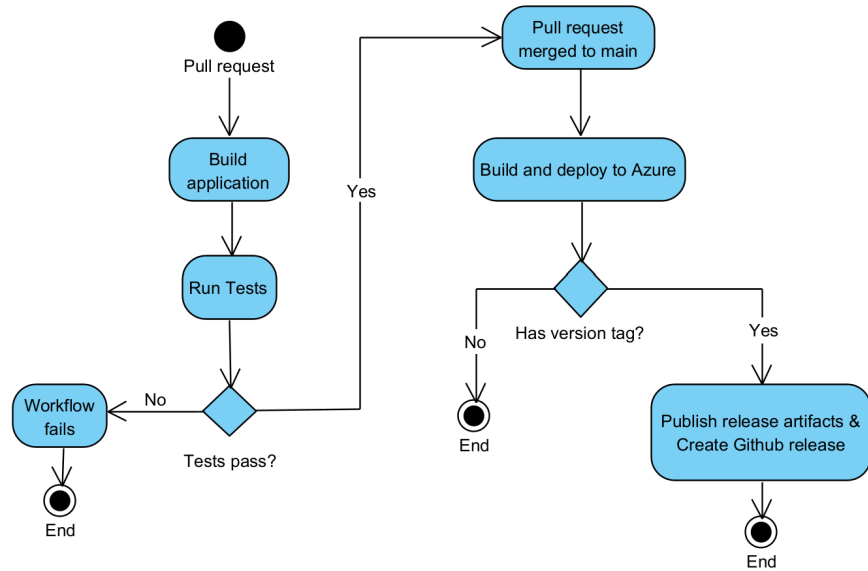 Pull request
Build
application
Run Tests
Tests pass?
No
Workflow
fails
End
Yes
Pull request
merged to main
Build and deploy to Azure
Has version tag?
No
End
Yes
Publish release artifacts &
Create Github release
End